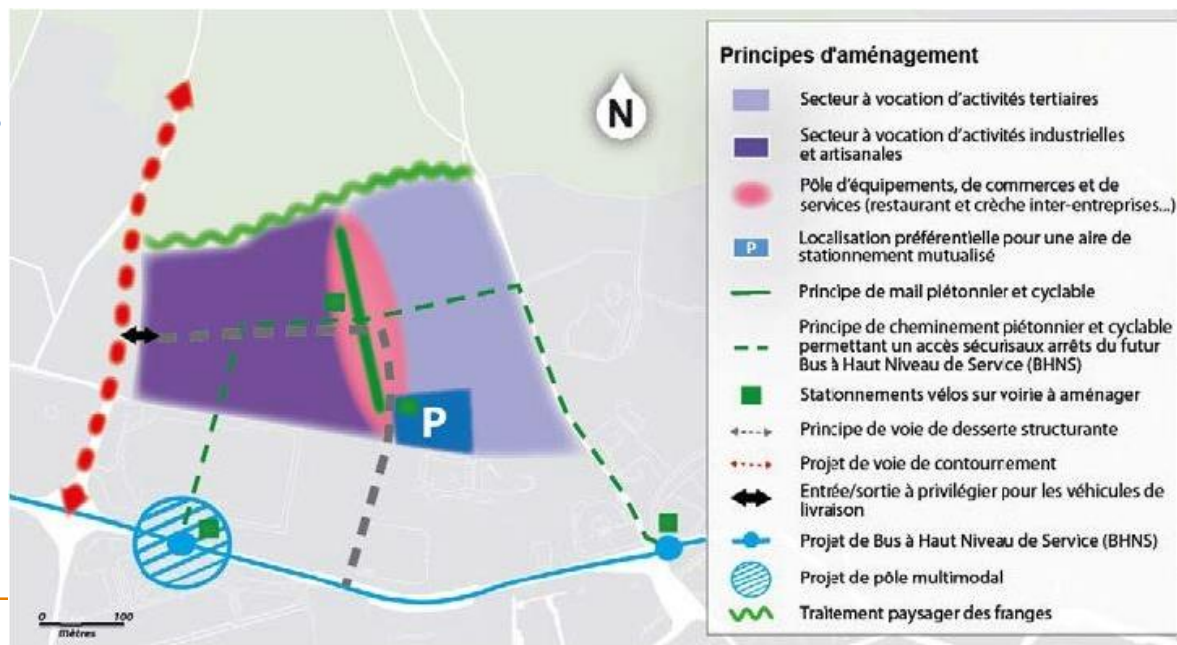 N
P
0 100
mètres
Principes d'aménagement
Secteur à vocation d'activités tertiaires
Secteur à vocation d'activités industrielles
et artisanales
Pôle d'équipements, de commerces et de
services (restaurant et crèche inter-entreprises...)
P
Localisation préférentielle pour une aire de
stationnement mutualisé
Principe de mail piétonnier et cyclable
Principe de cheminement piétonnier et cyclable
permettant un accès sécurisaux arrêts du futur
Bus à Haut Niveau de Service (BHNS)
Stationnements vélos sur voirie à aménager
Principe de voie de desserte structurante
Projet de voie de contournement
Entrée/sortie à privilégier pour les véhicules de
livraison
Projet de Bus à Haut Niveau de Service (BHNS)
Projet de pôle multimodal
Traitement paysager des franges